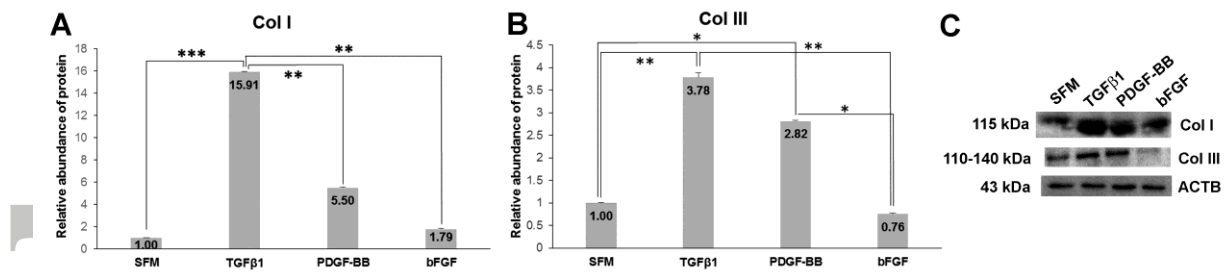 A
Col I
Relative abundance of protein
18
16
14
12
10
8
6
4
2
0
***
**
**
1.00
15.91
5.50
1.79
SFM TGFβ1 PDGF-BB bFGF
B
Col III
Relative abundance of protein
4.5
4
3.5
3
2.5
2
1.5
1
0.5
0
*
**
**
*
1.00
3.78
2.82
0.76
SFM TGFβ1 PDGF-BB bFGF
C
SFM TGFβ1 PDGF-BB bFGF
115 kDa Col I
110-140 kDa Col III
43 kDa ACTB